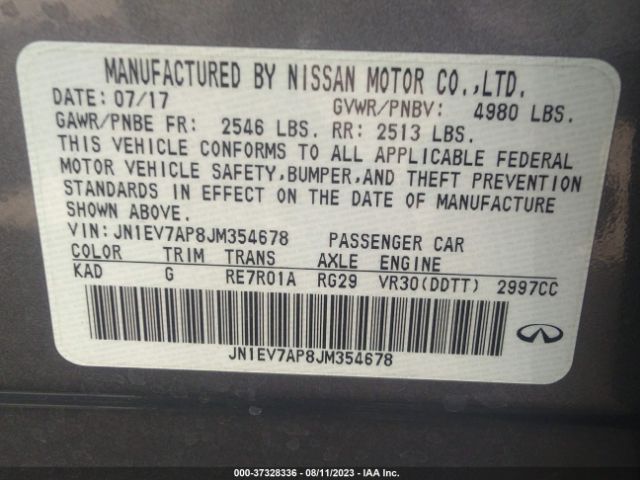 MANUFACTURED BY NISSAN MOTOR CO.,LTD.
DATE: 07/17 GVWR/PNBV: 4980 LBS.
GAWR/PNBE FR: 2546 LBS. RR: 2513 LBS.
THIS VEHICLE CONFORMS TO ALL APPLICABLE FEDERAL
MOTOR VEHICLE SAFETY,BUMPER,AND THEFT PREVENTION
STANDARDS IN EFFECT ON THE DATE OF MANUFACTURE
SHOWN ABOVE.
VIN: JN1EV7AP8JM354678 PASSENGER CAR
COLOR TRIM TRANS AXLE ENGINE
KAD G RE7R01A RG29 VR30(DDTT) 2997CC
JN1EV7AP8JM354678
000-37328336 - 08/11/2023 - IAA Inc.